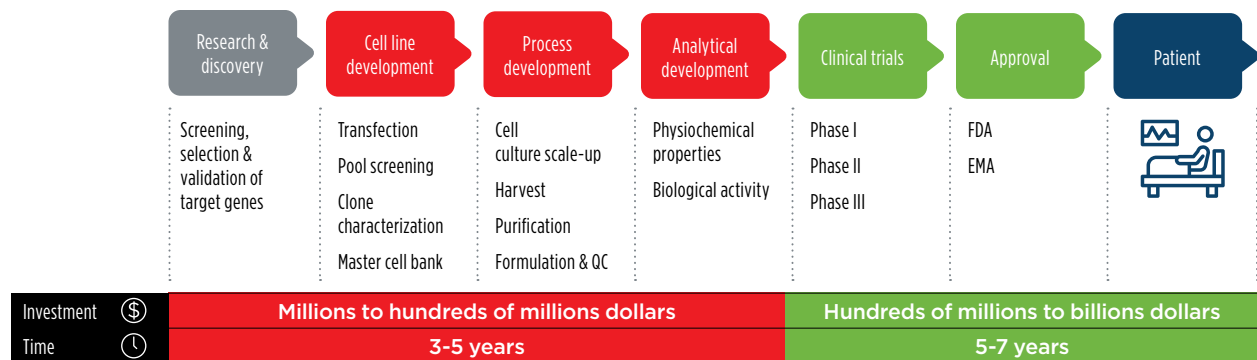 Research &
discovery
Cell line
development
Process
development
Analytical
development
Clinical trials
Approval
Patient
Screening,
selection &
validation of
target genes
Transfection
Pool screening
Clone
characterization
Master cell bank
Cell
culture scale-up
Harvest
Purification
Formulation & QC
Physiochemical
properties
Biological activity
Phase I
Phase II
Phase III
FDA
EMA
Investment $
Millions to hundreds of millions dollars
Hundreds of millions to billions dollars
Time
3-5 years
5-7 years